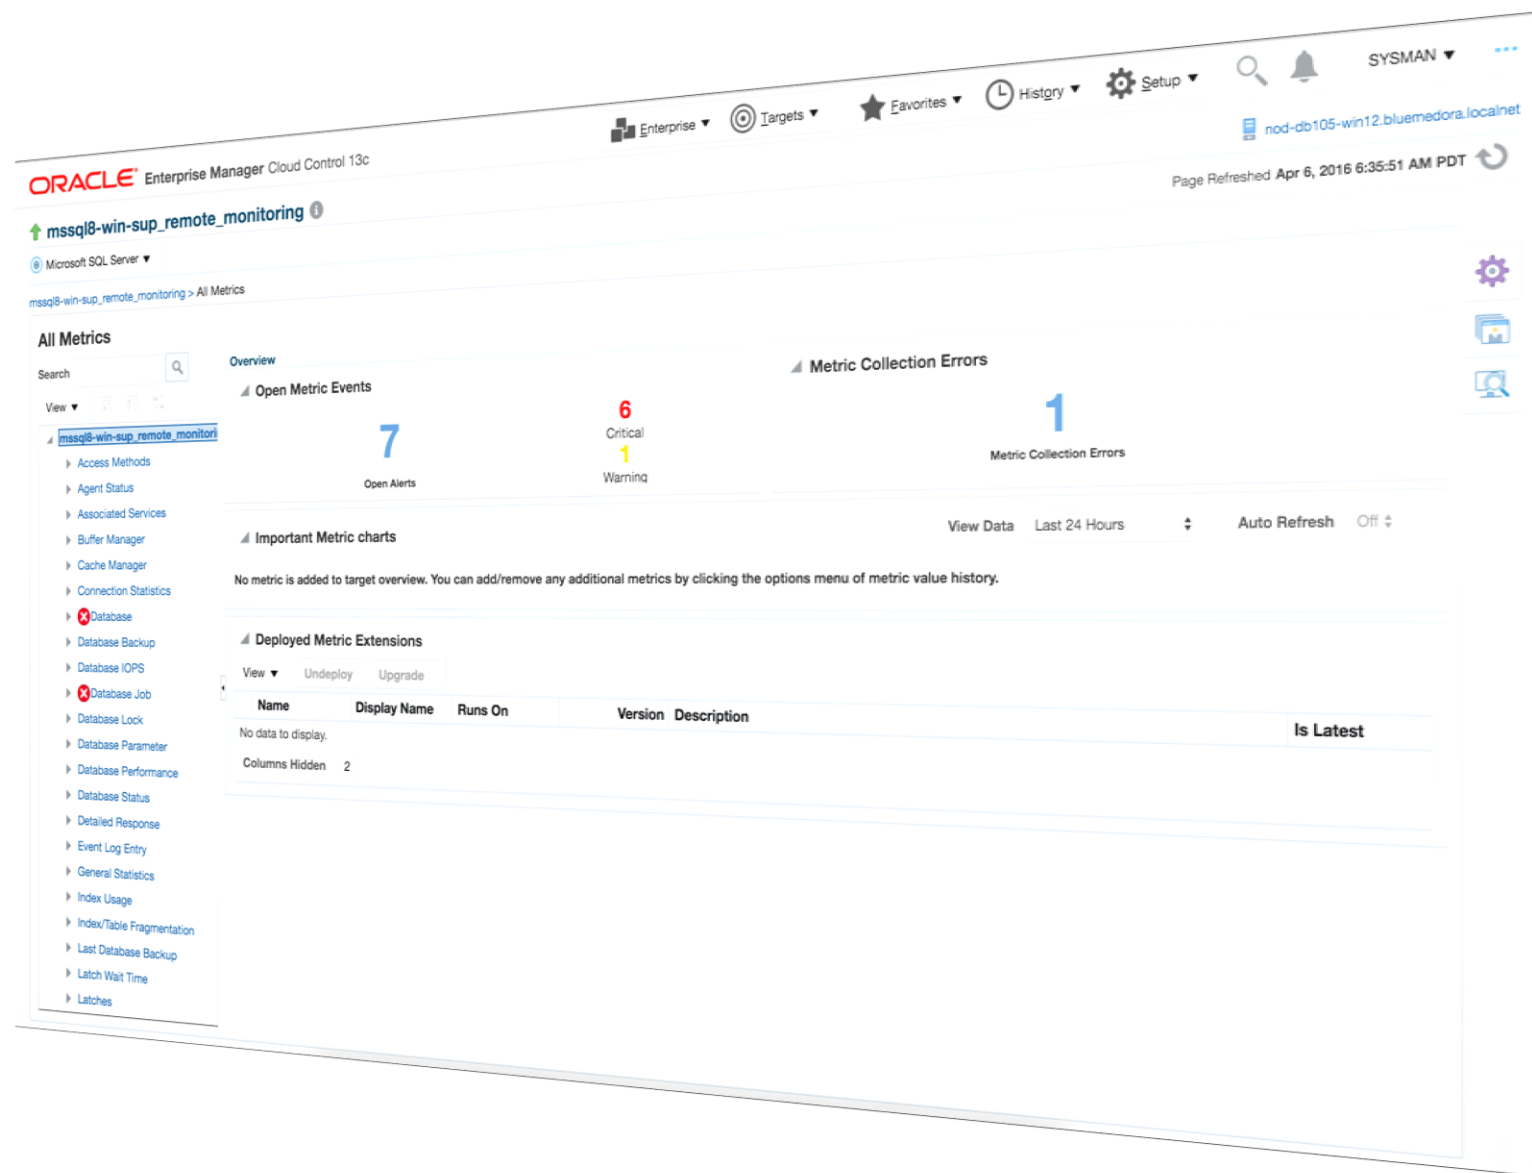 Enterprise ▼ Targets ▼ Favorites ▼ History ▼ Setup ▼ SYSMAN ▼ ...
ORACLE® Enterprise Manager Cloud Control 13c
nod-db105-win12.bluemedora.localnet
mssql8-win-sup_remote_monitoring
Page Refreshed Apr 6, 2016 6:35:51 AM PDT
Microsoft SQL Server ▼
mssql8-win-sup_remote_monitoring > All Metrics
All Metrics
Search
View ▼
mssql8-win-sup_remote_monitori
Access Methods
Agent Status
Associated Services
Buffer Manager
Cache Manager
Connection Statistics
Database
Database Backup
Database IOPS
Database Job
Database Lock
Database Parameter
Database Performance
Database Status
Detailed Response
Event Log Entry
General Statistics
Index Usage
Index/Table Fragmentation
Last Database Backup
Latch Wait Time
Latches
Overview
Open Metric Events
7
Open Alerts
6
Critical
1
Warning
Metric Collection Errors
1
Metric Collection Errors
Important Metric charts
View Data Last 24 Hours Auto Refresh Off
No metric is added to target overview. You can add/remove any additional metrics by clicking the options menu of metric value history.
Deployed Metric Extensions
View ▼ Undeploy Upgrade
Name Display Name Runs On Version Description Is Latest
No data to display.
Columns Hidden 2